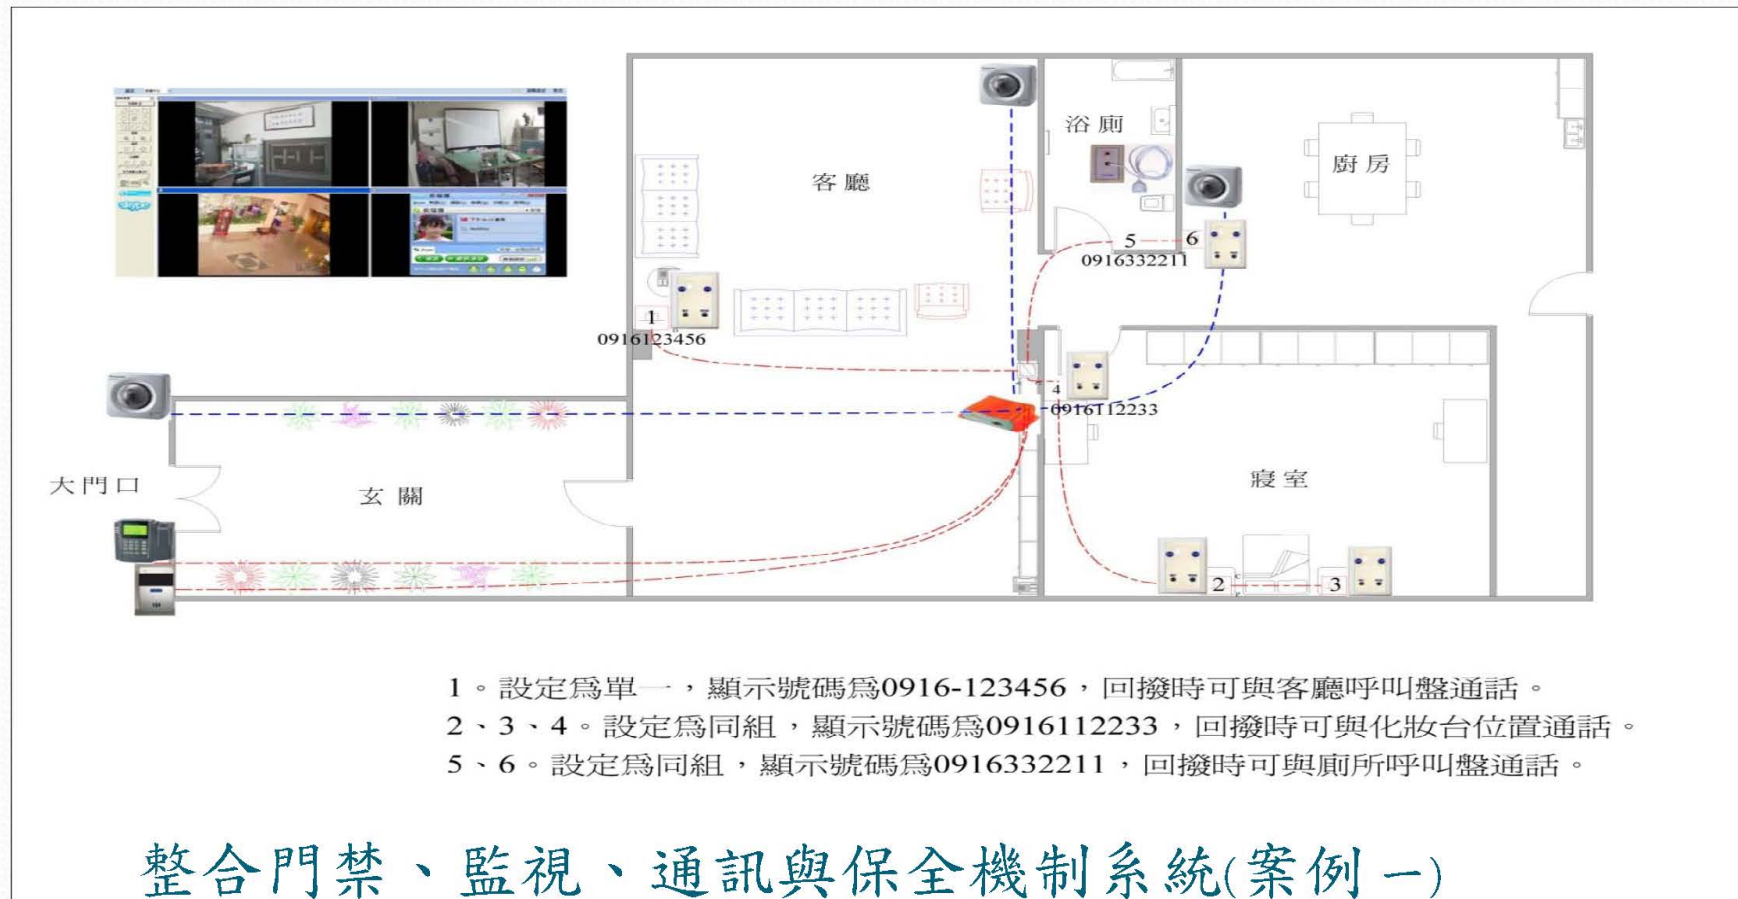 客廳
浴廁
廚房
5
6
0916332211
1
0916123456
4
0916112233
大門口
玄關
寢室
2
3
1。設定為單一，顯示號碼為0916-123456，回撥時可與客廳呼叫盤通話。
2、3、4。設定為同組，顯示號碼為0916112233，回撥時可與化妝台位置通話。
5、6。設定為同組，顯示號碼為0916332211，回撥時可與廁所呼叫盤通話。
整合門禁、監視、通訊與保全機制系統(案例一)